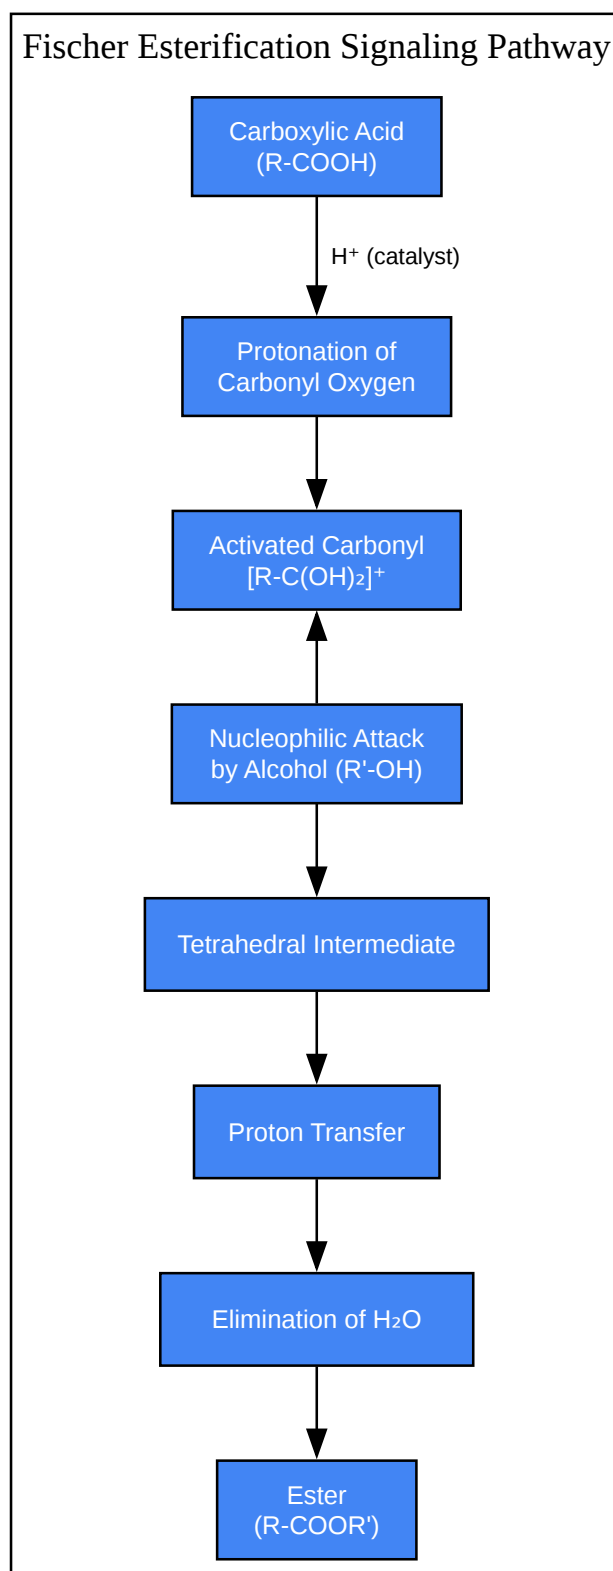 Fischer Esterification Signaling Pathway
Carboxylic Acid
(R-COOH)
H⁺ (catalyst)
Protonation of
Carbonyl Oxygen
Activated Carbonyl
[R-C(OH)₂]⁺
Nucleophilic Attack
by Alcohol (R'-OH)
Tetrahedral Intermediate
Proton Transfer
Elimination of H₂O
Ester
(R-COOR')